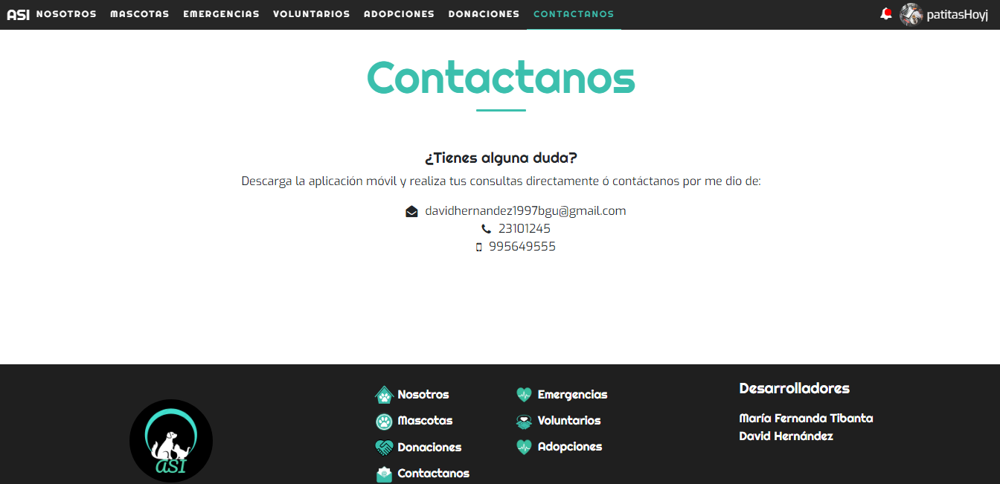 ASI NOSOTROS MASCOTAS EMERGENCIAS VOLUNTARIOS ADOPCIONES DONACIONES CONTACTANOS patitasHoyj
Contactanos
¿Tienes alguna duda?
Descarga la aplicación móvil y realiza tus consultas directamente ó contáctanos por me dio de:
davidhernandez1997bgu@gmail.com
23101245
995649555
asi
Nosotros
Mascotas
Donaciones
Contactanos
Emergencias
Voluntarios
Adopciones
Desarrolladores
María Fernanda Tibanta
David Hernández